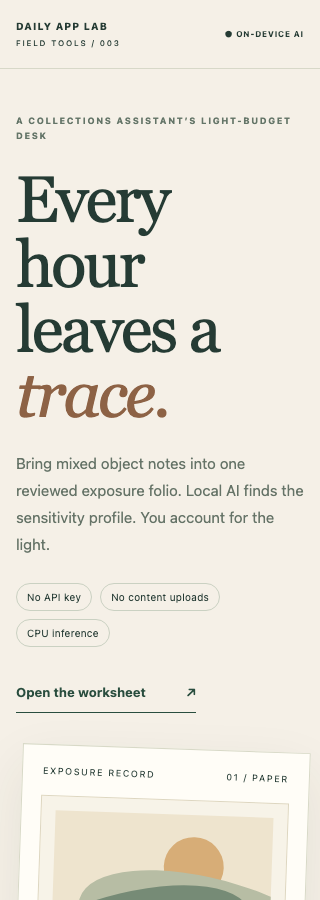 DAILY APP LAB
FIELD TOOLS / 003
ON-DEVICE AI
A COLLECTIONS ASSISTANT’S LIGHT-BUDGET
DESK
Every
hour
leaves a
trace.
Bring mixed object notes into one
reviewed exposure folio. Local AI finds the
sensitivity profile. You account for the
light.
No API key
No content uploads
CPU inference
Open the worksheet ↗
EXPOSURE RECORD
01 / PAPER